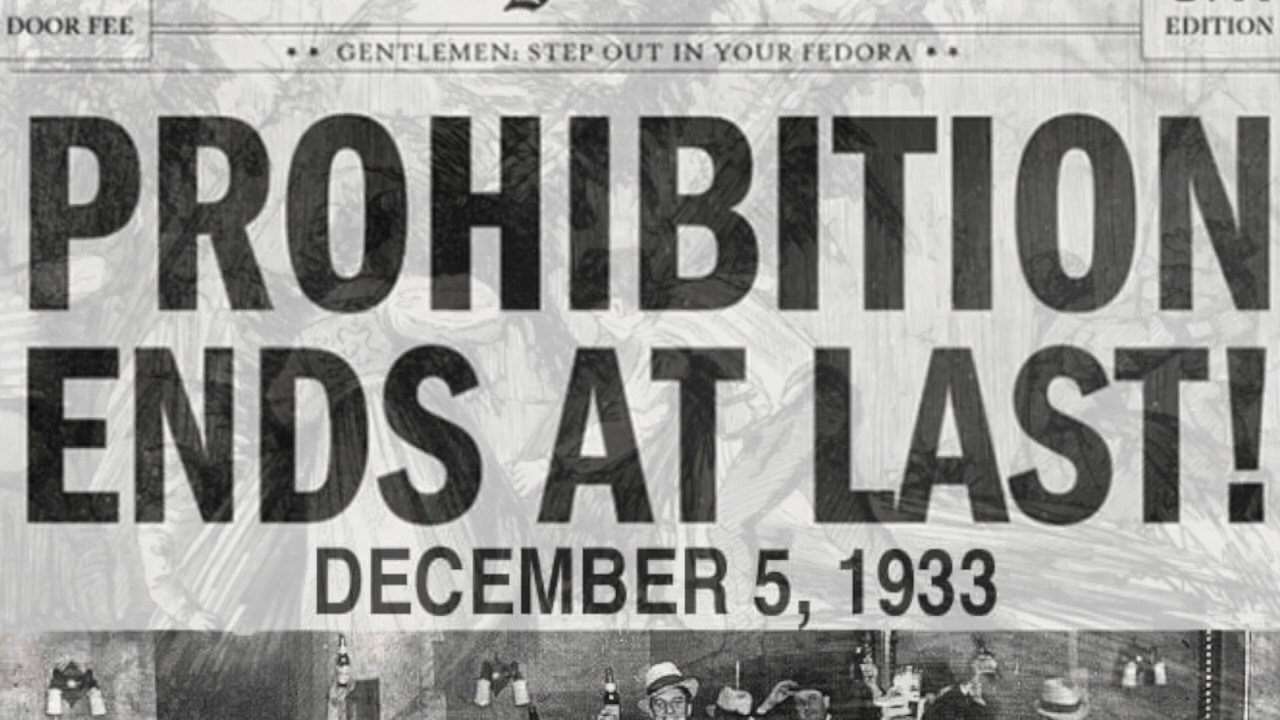 DOOR FEE
EDITION
•• GENTLEMEN: STEP OUT IN YOUR FEDORA ••
PROHIBITION
ENDS AT LAST!
DECEMBER 5, 1933